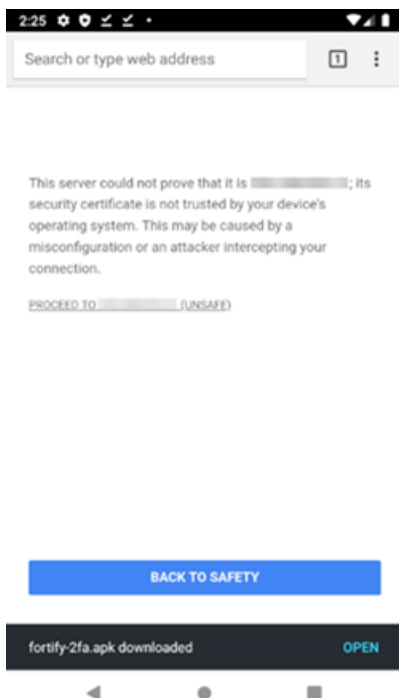 2:25
Search or type web address
1
This server could not prove that it is ; its
security certificate is not trusted by your device's
operating system. This may be caused by a
misconfiguration or an attacker intercepting your
connection.
PROCEED TO (UNSAFE)
BACK TO SAFETY
fortify-2fa.apk downloaded OPEN